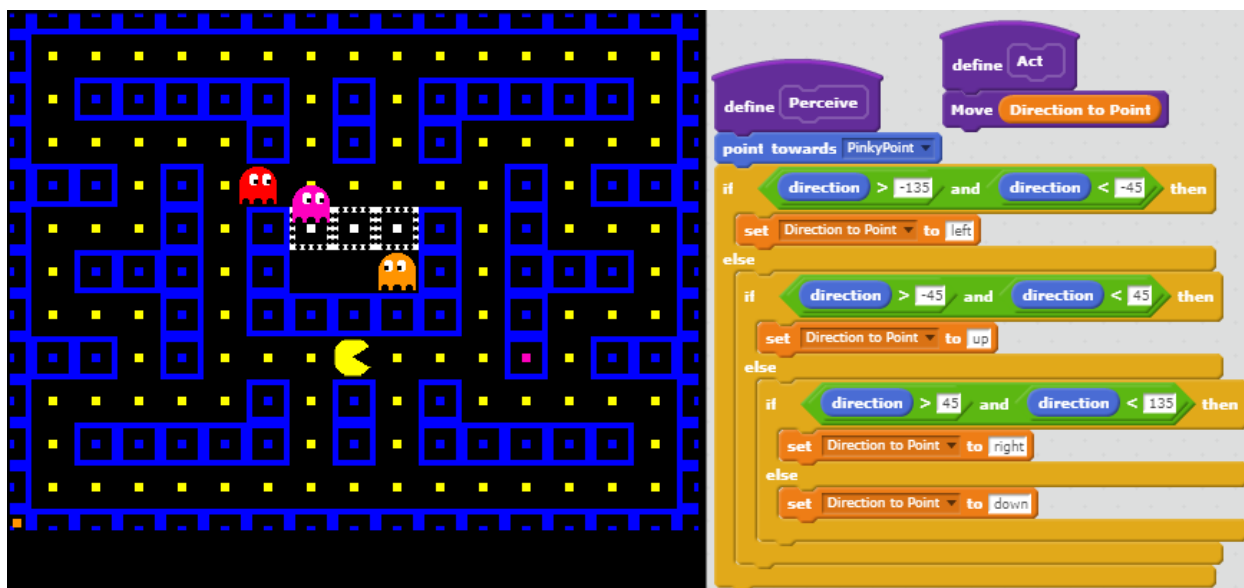 define Act
Move Direction to Point
define Perceive
point towards PinkyPoint
if direction > -135 and direction < -45 then
set Direction to Point to left
else
if direction > -45 and direction < 45 then
set Direction to Point to up
else
if direction > 45 and direction < 135 then
set Direction to Point to right
else
set Direction to Point to down